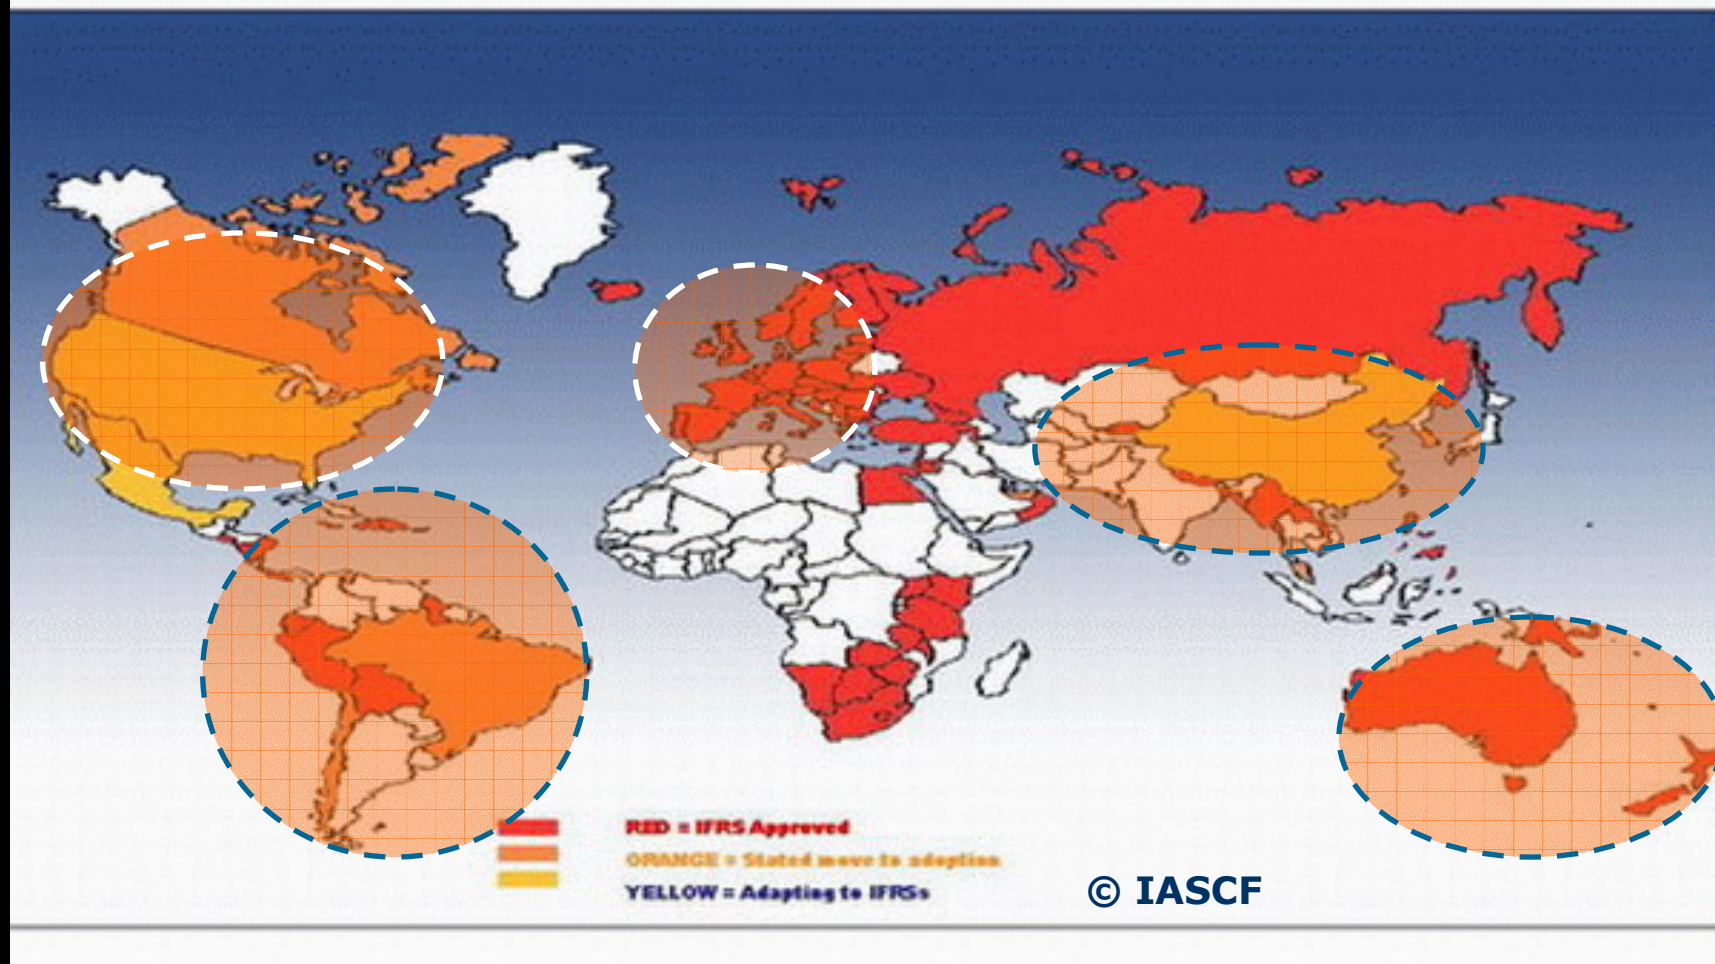 RED = IFRS Approved
ORANGE = Stated move to adoption
YELLOW = Adapting to IFRSs
© IASCF